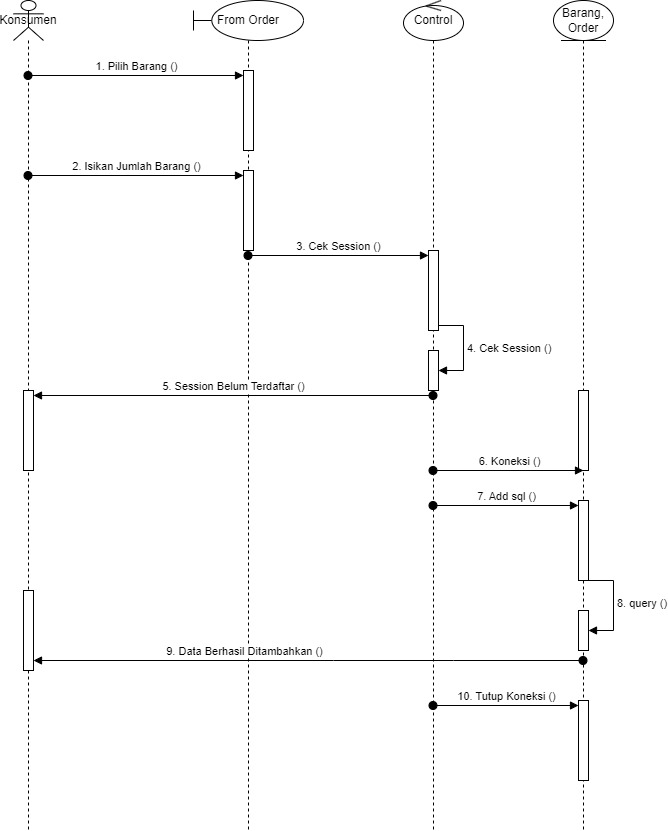 Konsumen
From Order
Control
Barang,
Order
1. Pilih Barang ()
2. Isikan Jumlah Barang ()
3. Cek Session ()
4. Cek Session ()
5. Session Belum Terdaftar ()
6. Koneksi ()
7. Add sql ()
8. query ()
9. Data Berhasil Ditambahkan ()
10. Tutup Koneksi ()